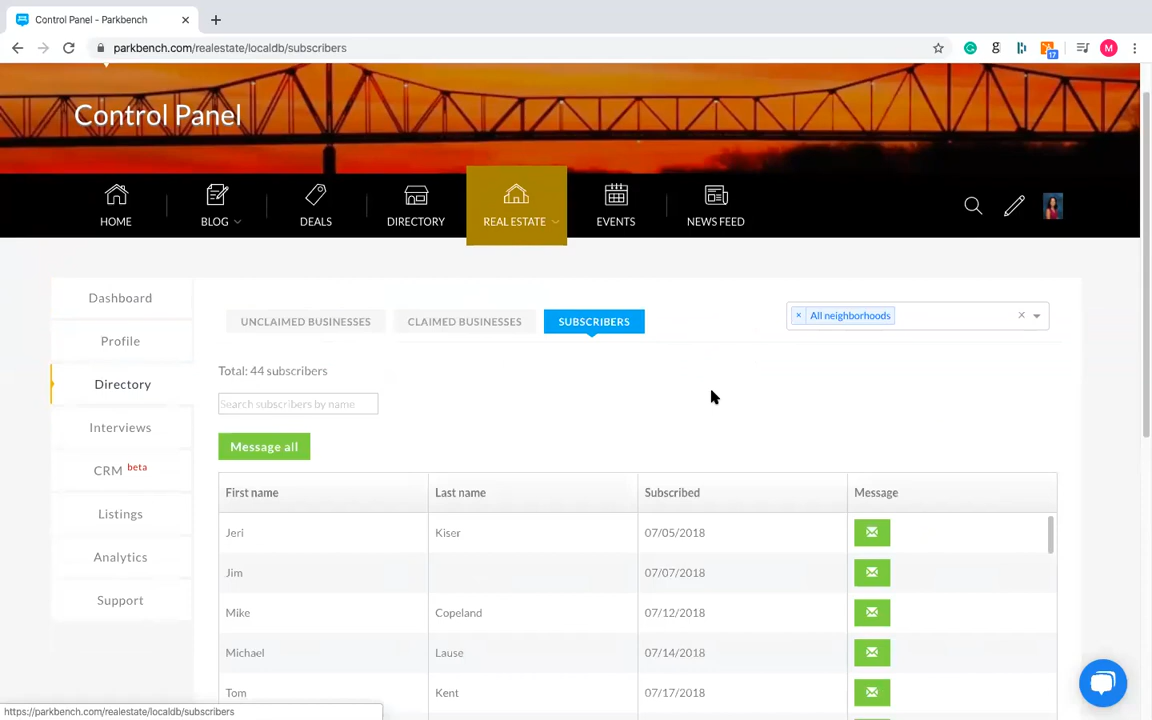 Control Panel - Parkbench
parkbench.com/realestate/localdb/subscribers
17
M
Control Panel
HOME
BLOG
DEALS
DIRECTORY
REAL ESTATE
EVENTS
NEWS FEED
Dashboard
Profile
Directory
Interviews
CRM beta
Listings
Analytics
Support
UNCLAIMED BUSINESSES
CLAIMED BUSINESSES
SUBSCRIBERS
× All neighborhoods
Total: 44 subscribers
Search subscribers by name
Message all
First name Last name Subscribed Message
Jeri Kiser 07/05/2018
Jim 07/07/2018
Mike Copeland 07/12/2018
Michael Lause 07/14/2018
Tom Kent 07/17/2018
https://parkbench.com/realestate/localdb/subscribers